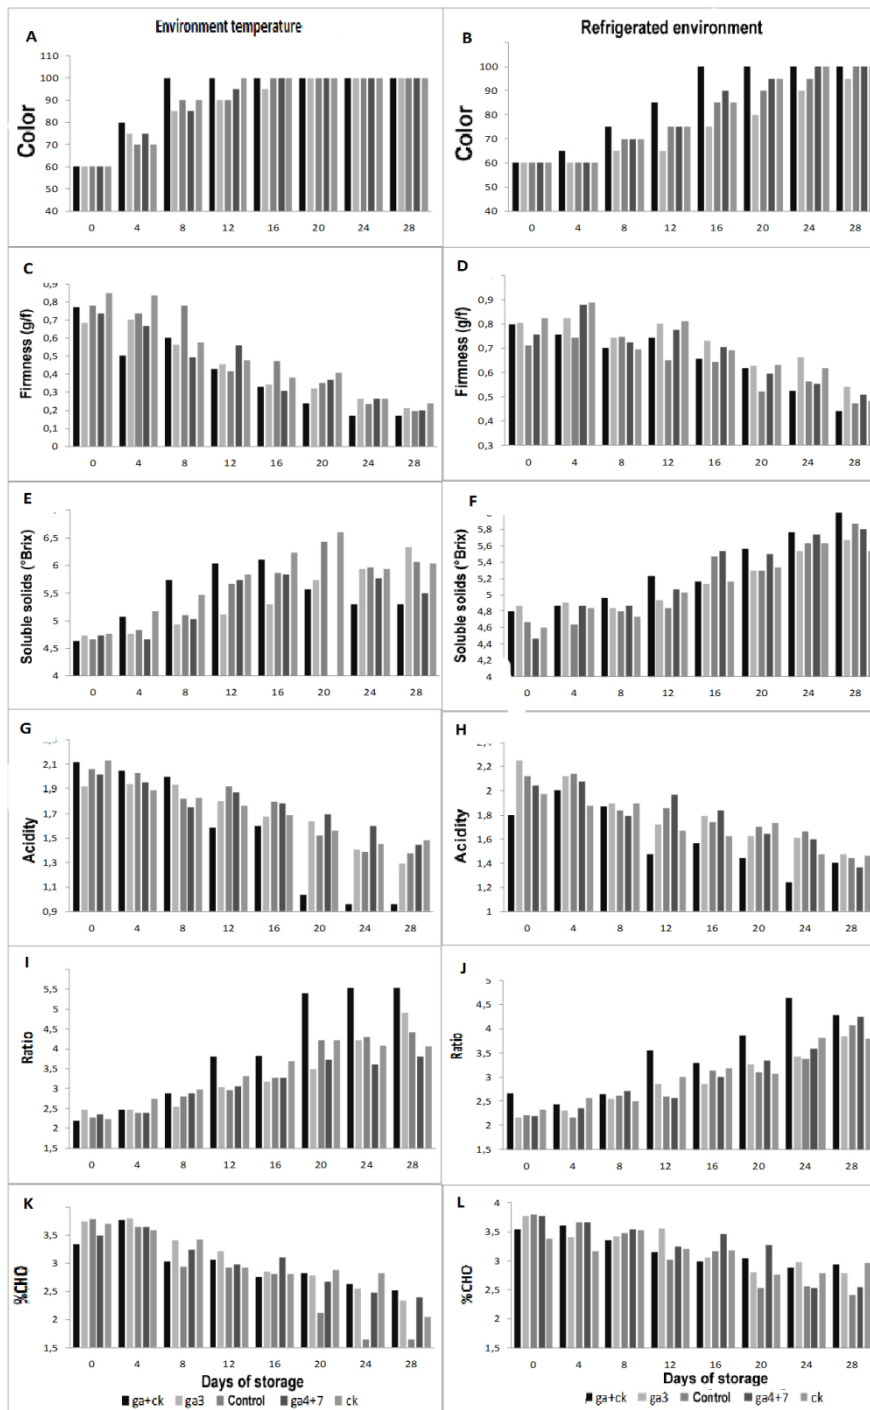 Environment temperature
A
Color
110
100
90
80
70
60
50
40
0 4 8 12 16 20 24 28
Refrigerated environment
B
Color
100
90
80
70
60
50
40
0 4 8 12 16 20 24 28
C
Firmness (g/f)
0,9
0,8
0,7
0,6
0,5
0,4
0,3
0,2
0,1
0
0 4 8 12 16 20 24 28
D
Firmness (g/f)
0,9
0,8
0,7
0,6
0,5
0,4
0,3
0 4 8 12 16 20 24 28
E
Soluble solids (°Brix)
6,5
6
5,5
5
4,5
4
0 4 8 12 16 20 24 28
F
Soluble solids (°Brix)
5,8
5,6
5,4
5,2
5
4,8
4,6
4,4
4,2
4
0 4 8 12 16 20 24 28
G
Acidity
2,1
1,9
1,7
1,5
1,3
1,1
0,9
0 4 8 12 16 20 24 28
H
Acidity
2,4
2,2
2
1,8
1,6
1,4
1,2
1
0 4 8 12 16 20 24 28
I
Ratio
5,5
5
4,5
4
3,5
3
2,5
2
1,5
0 4 8 12 16 20 24 28
J
Ratio
5
4,5
4
3,5
3
2,5
2
1,5
0 4 8 12 16 20 24 28
K
%CHO
3,5
3
2,5
2
1,5
0 4 8 12 16 20 24 28
Days of storage
ga+ck ga3 Control ga4+7 ck
L
%CHO
4
3,5
3
2,5
2
1,5
0 4 8 12 16 20 24 28
Days of storage
ga+ck ga3 Control ga4+7 ck